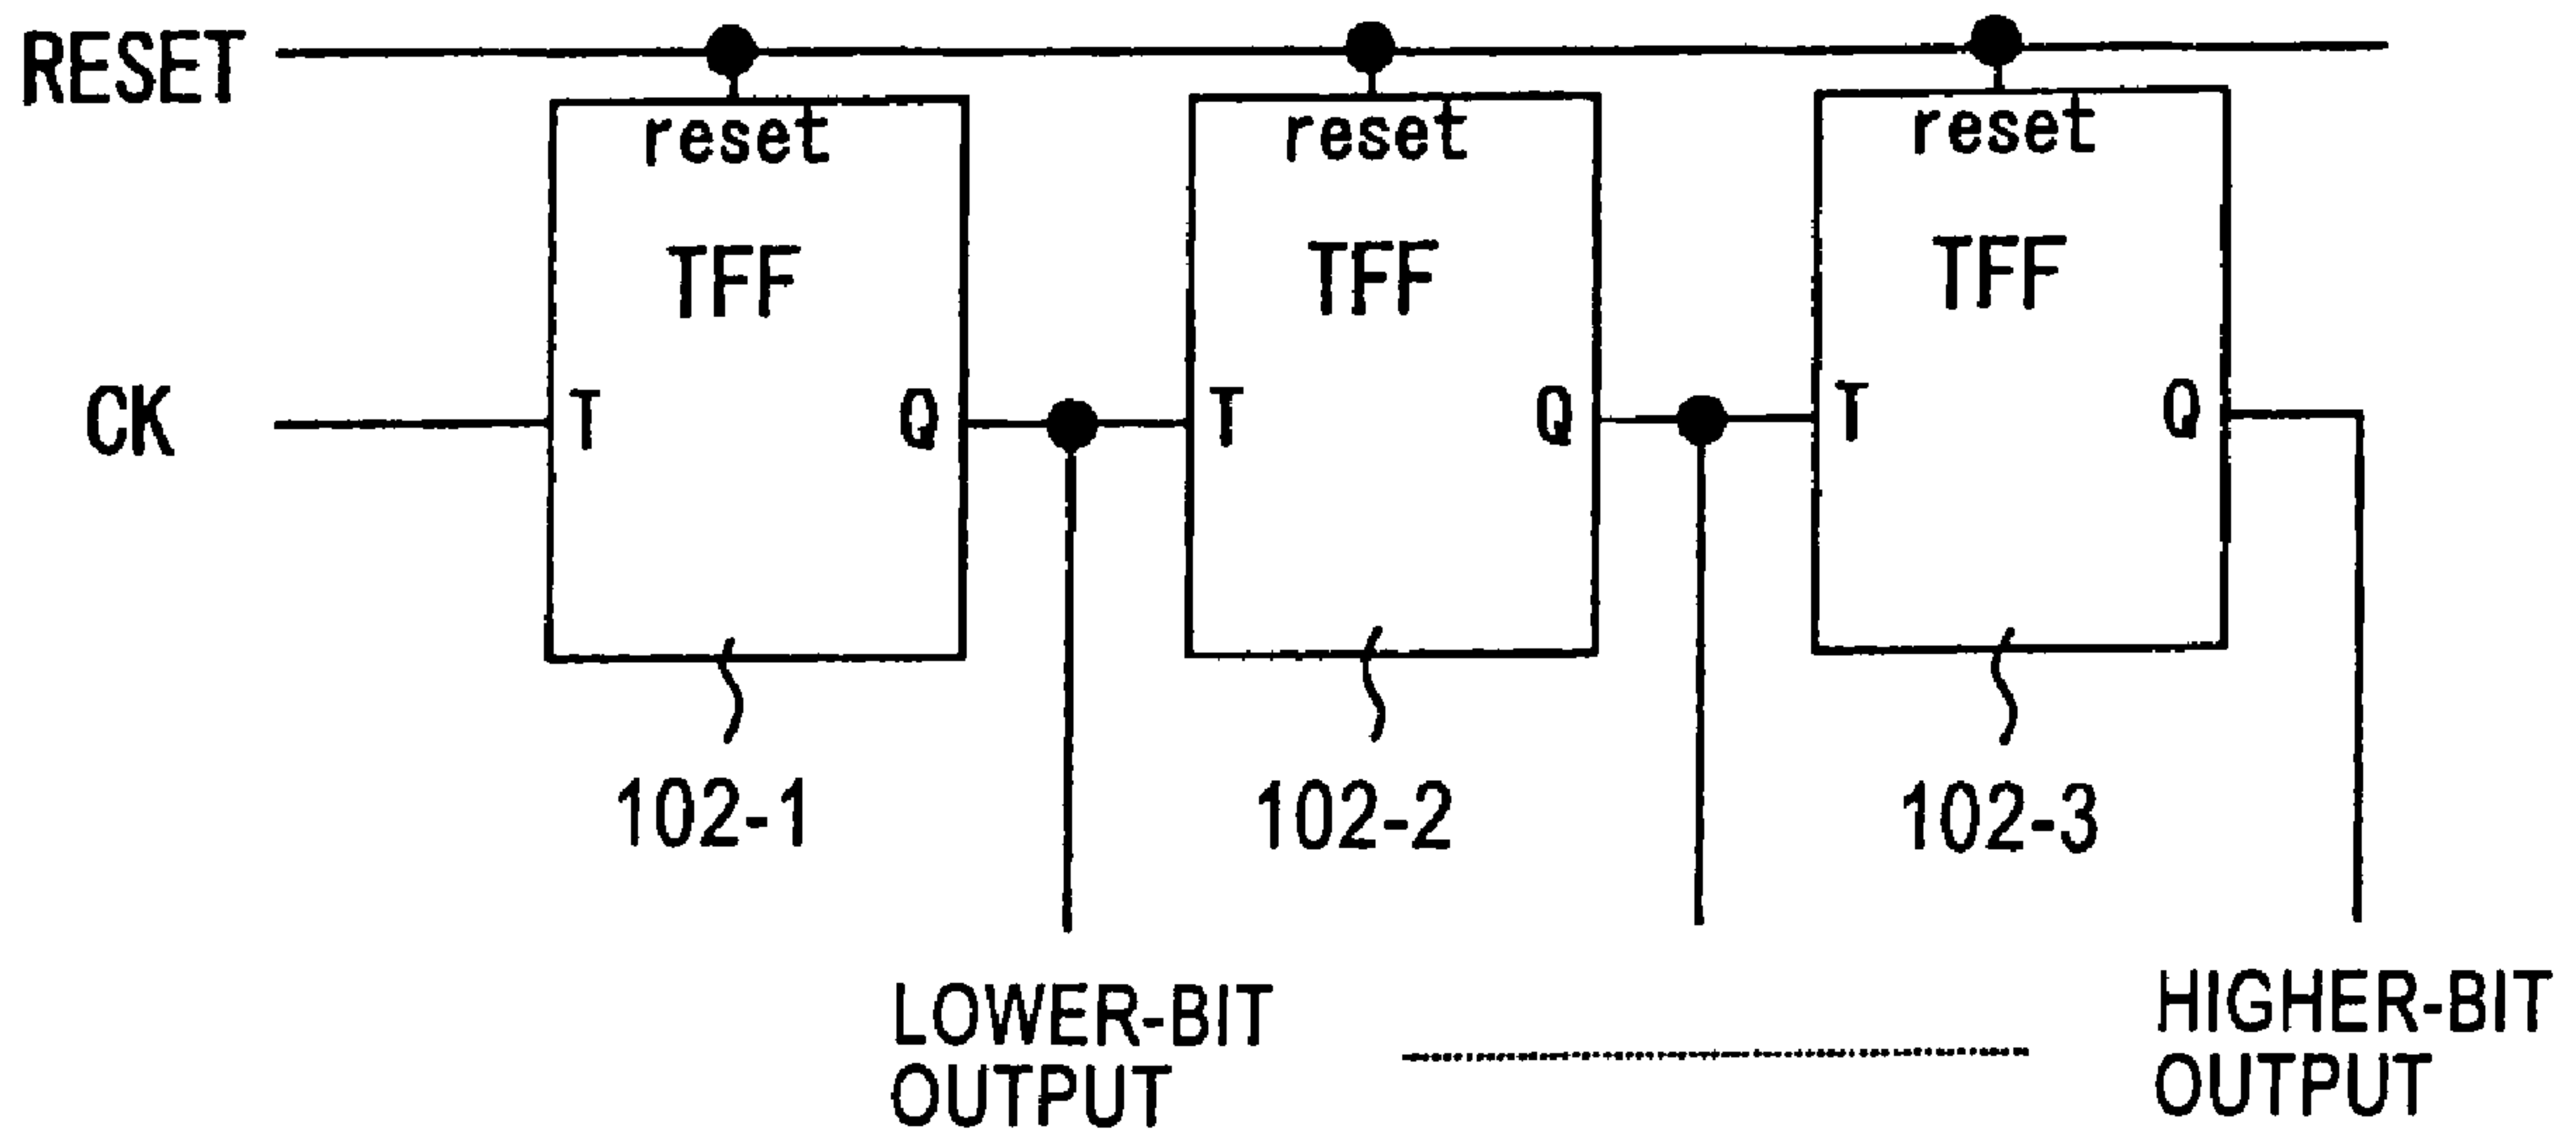 RESET
reset
reset
reset
TFF
TFF
TFF
CK
T
Q
T
Q
T
Q
102-1
102-2
102-3
LOWER-BIT
OUTPUT
HIGHER-BIT
OUTPUT